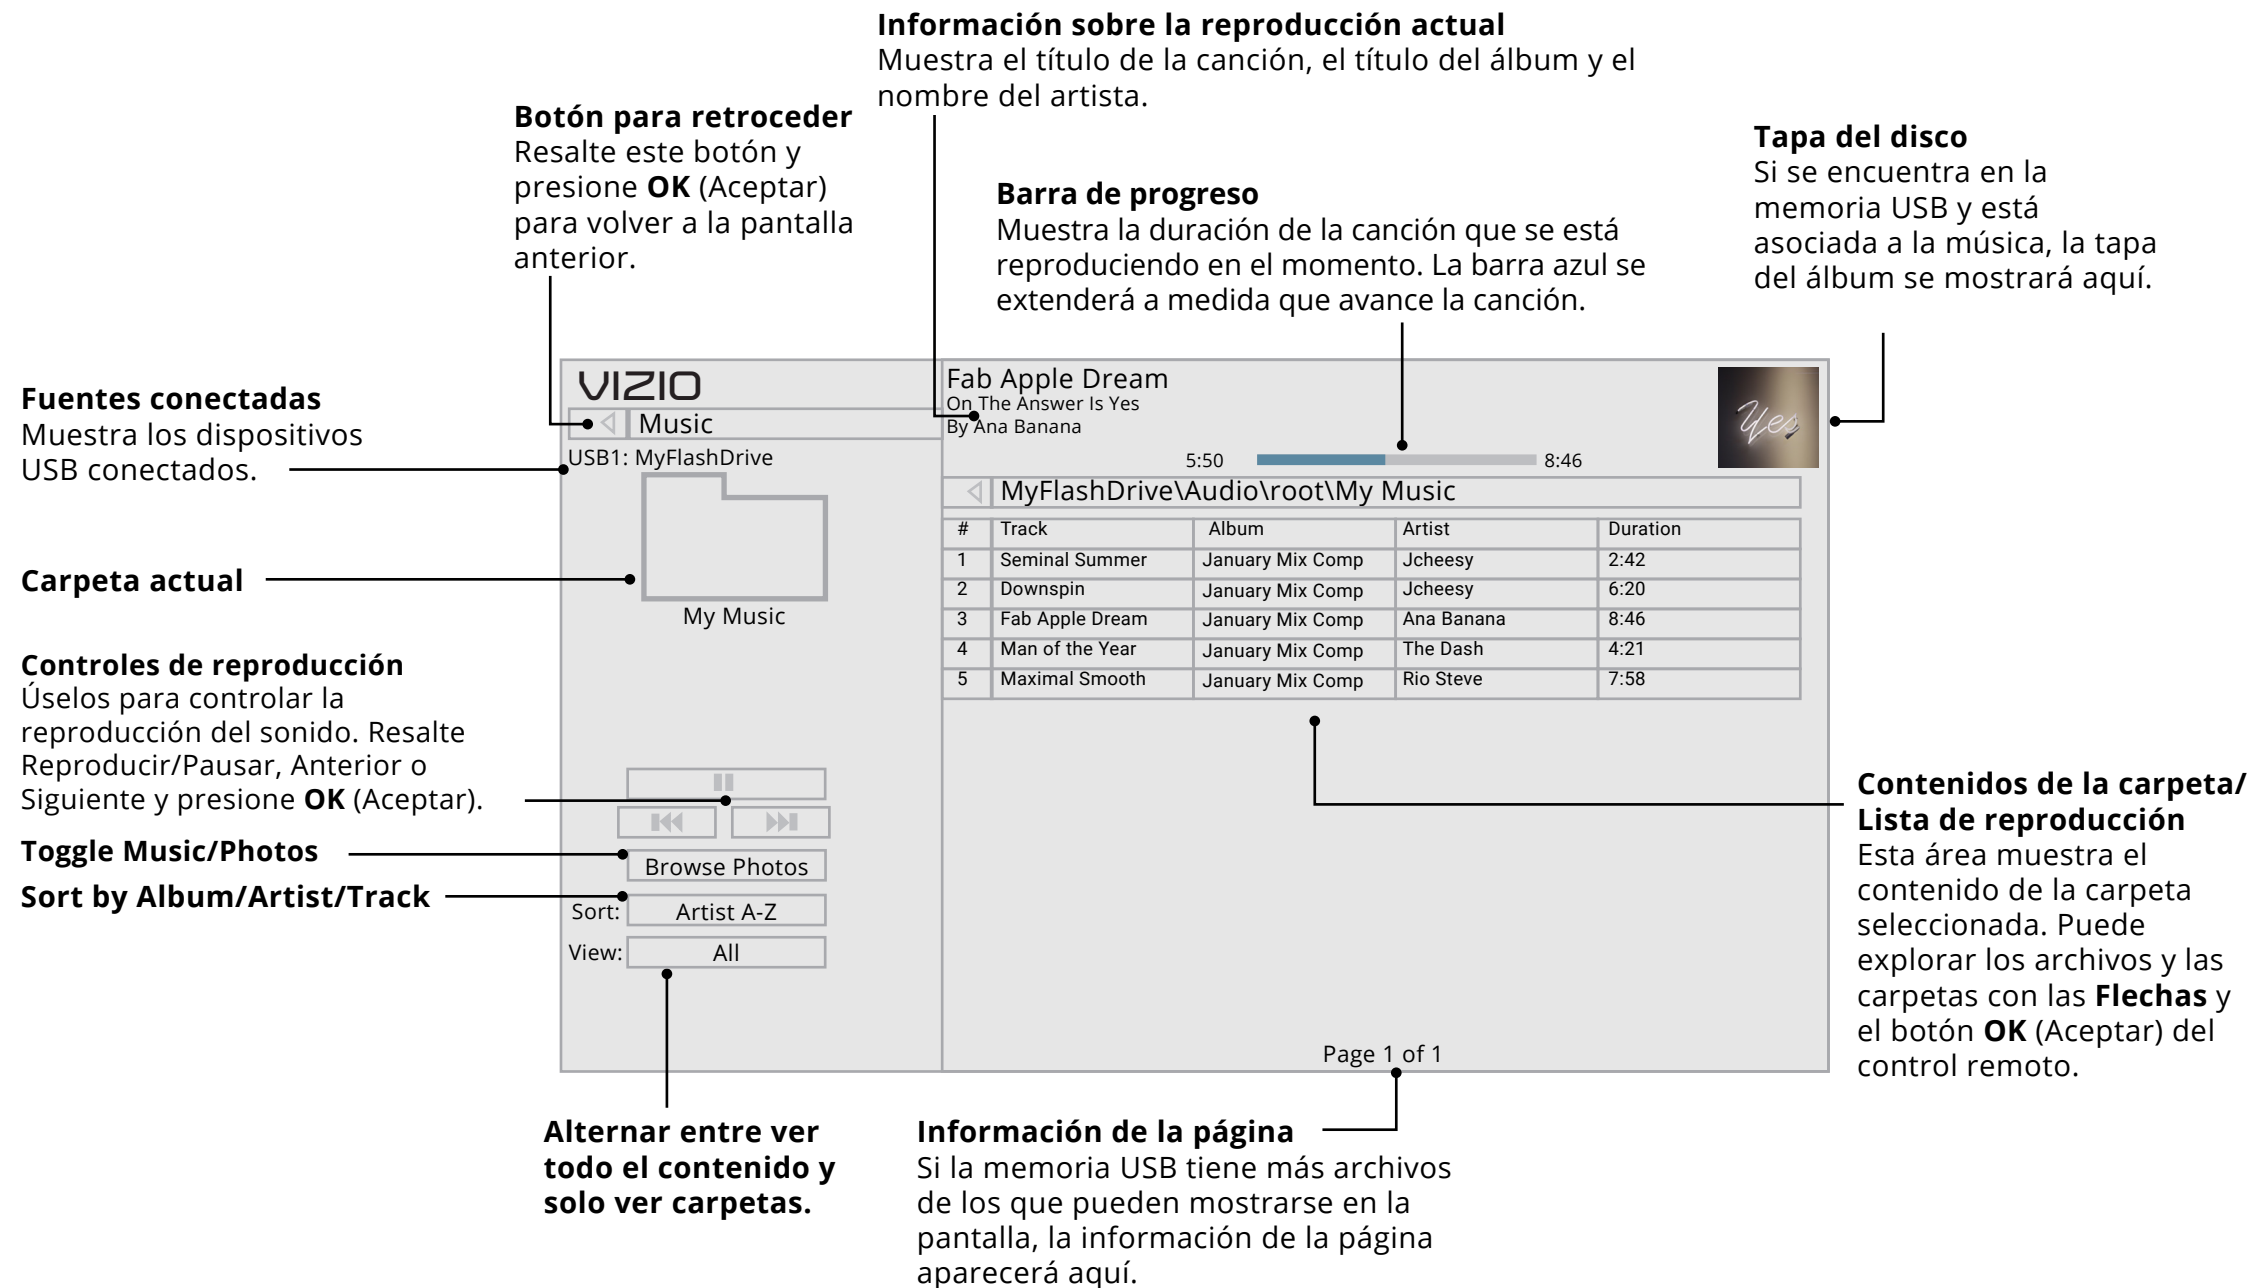 Información sobre la reproducción actual
Muestra el título de la canción, el título del álbum y el
nombre del artista.
Botón para retroceder
Resalte este botón y
presione OK (Aceptar)
para volver a la pantalla
anterior.
Barra de progreso
Muestra la duración de la canción que se está
reproduciendo en el momento. La barra azul se
extenderá a medida que avance la canción.
Tapa del disco
Si se encuentra en la
memoria USB y está
asociada a la música, la tapa
del álbum se mostrará aquí.
Fuentes conectadas
Muestra los dispositivos
USB conectados.
Carpeta actual
Controles de reproducción
Úselos para controlar la
reproducción del sonido. Resalte
Reproducir/Pausar, Anterior o
Siguiente y presione OK (Aceptar).
Toggle Music/Photos
Sort by Album/Artist/Track
VIZIO
Music
USB1: MyFlashDrive
My Music
Browse Photos
Sort: Artist A-Z
View: All
Fab Apple Dream
On The Answer Is Yes
By Ana Banana
5:50 8:46
Yes
MyFlashDrive\Audio\root\My Music
# Track Album Artist Duration
1 Seminal Summer January Mix Comp Jcheesy 2:42
2 Downspin January Mix Comp Jcheesy 6:20
3 Fab Apple Dream January Mix Comp Ana Banana 8:46
4 Man of the Year January Mix Comp The Dash 4:21
5 Maximal Smooth January Mix Comp Rio Steve 7:58
Page 1 of 1
Contenidos de la carpeta/
Lista de reproducción
Esta área muestra el
contenido de la carpeta
seleccionada. Puede
explorar los archivos y las
carpetas con las Flechas y
el botón OK (Aceptar) del
control remoto.
Alternar entre ver
todo el contenido y
solo ver carpetas.
Información de la página
Si la memoria USB tiene más archivos
de los que pueden mostrarse en la
pantalla, la información de la página
aparecerá aquí.